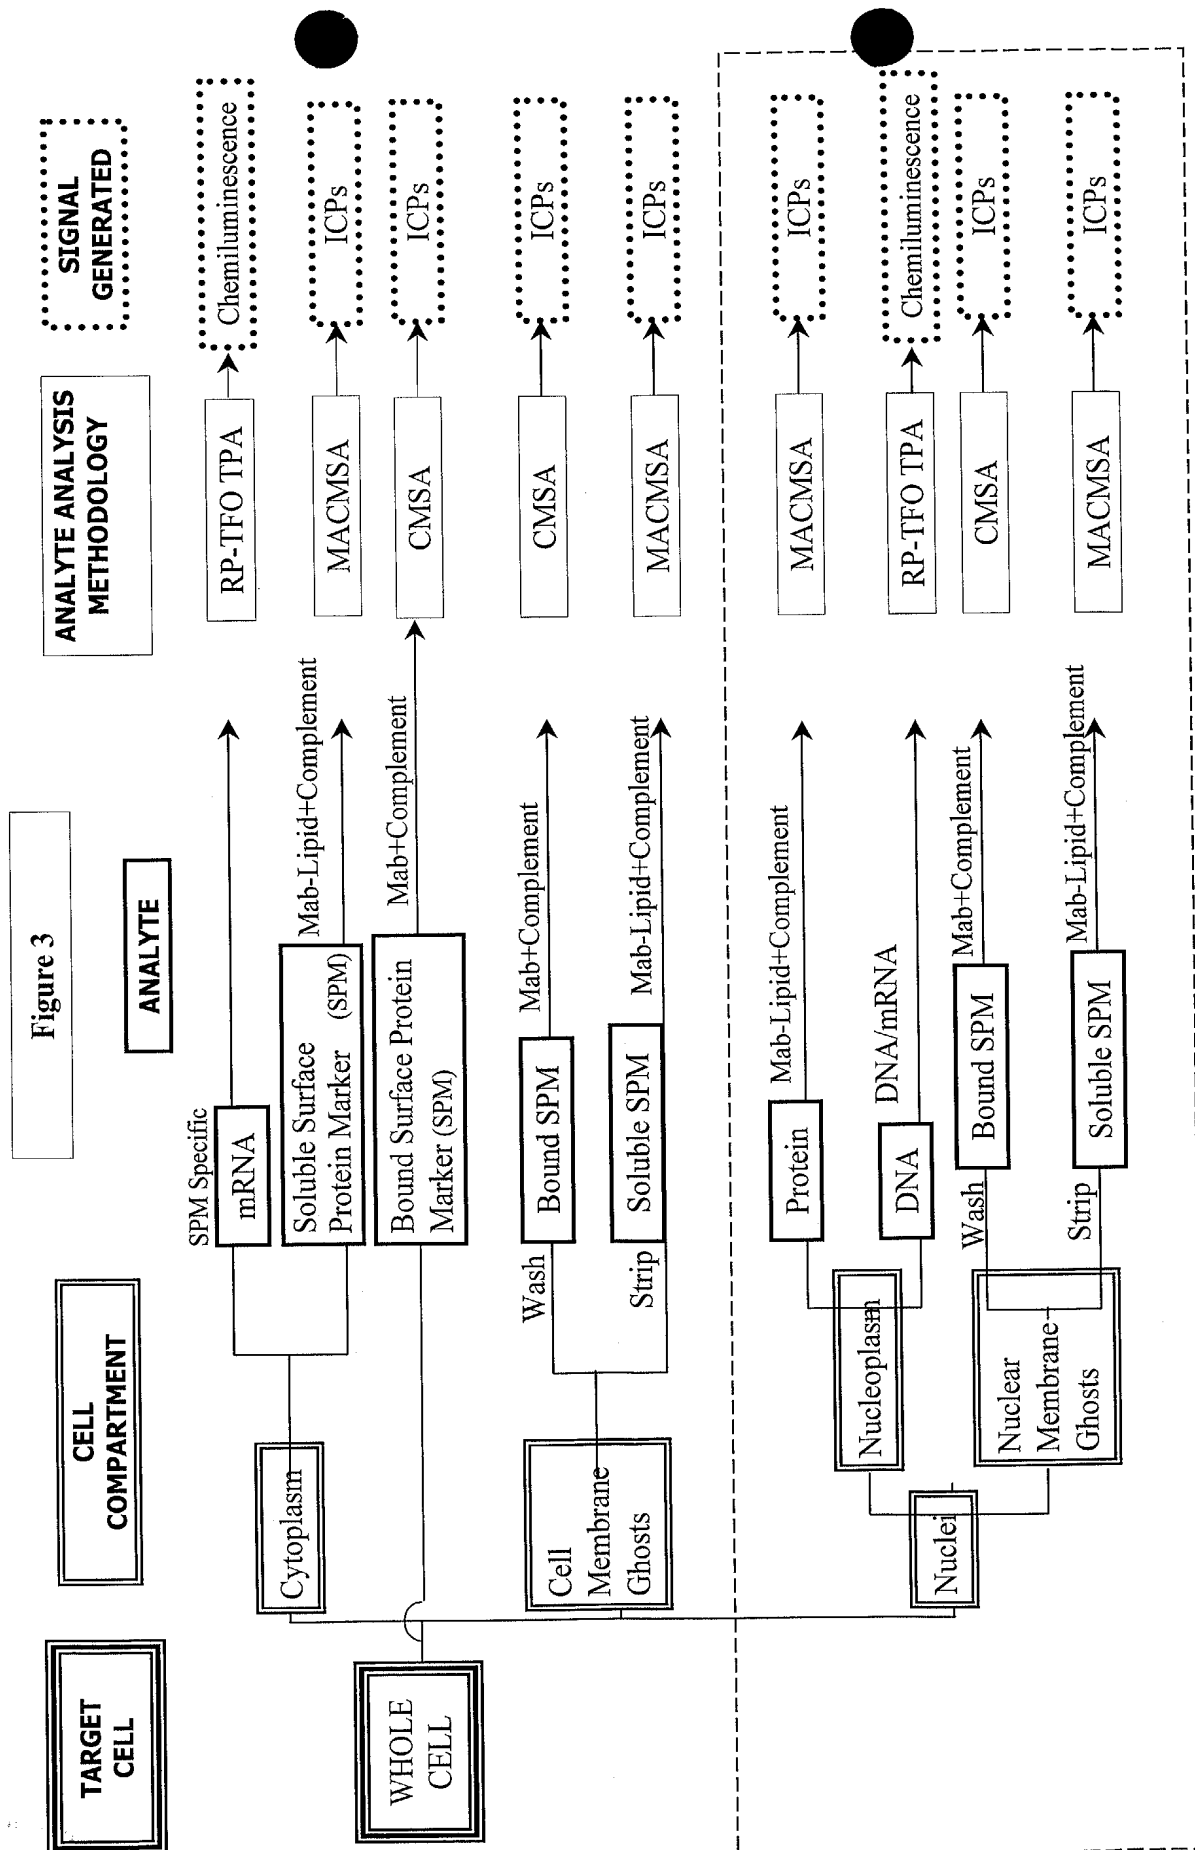 Figure 3
TARGET
CELL
CELL
COMPARTMENT
ANALYTE
ANALYTE ANALYSIS
METHODOLOGY
SIGNAL
GENERATED
WHOLE
CELL
Cytoplasm
SPM Specific
mRNA
RP-TFO TPA
Chemiluminescence
Soluble Surface
Protein Marker (SPM)
Mab-Lipid+Complement
MACMSA
ICPs
Bound Surface Protein
Marker (SPM)
Mab+Complement
CMSA
ICPs
Cell
Membrane
Ghosts
Wash
Bound SPM
Mab+Complement
CMSA
ICPs
Strip
Soluble SPM
Mab-Lipid+Complement
MACMSA
ICPs
Nuclei
Nucleoplasm
Protein
Mab-Lipid+Complement
MACMSA
ICPs
DNA
DNA/mRNA
RP-TFO TPA
Chemiluminescence
Nuclear
Membrane
Ghosts
Wash
Bound SPM
Mab+Complement
CMSA
ICPs
Strip
Soluble SPM
Mab-Lipid+Complement
MACMSA
ICPs